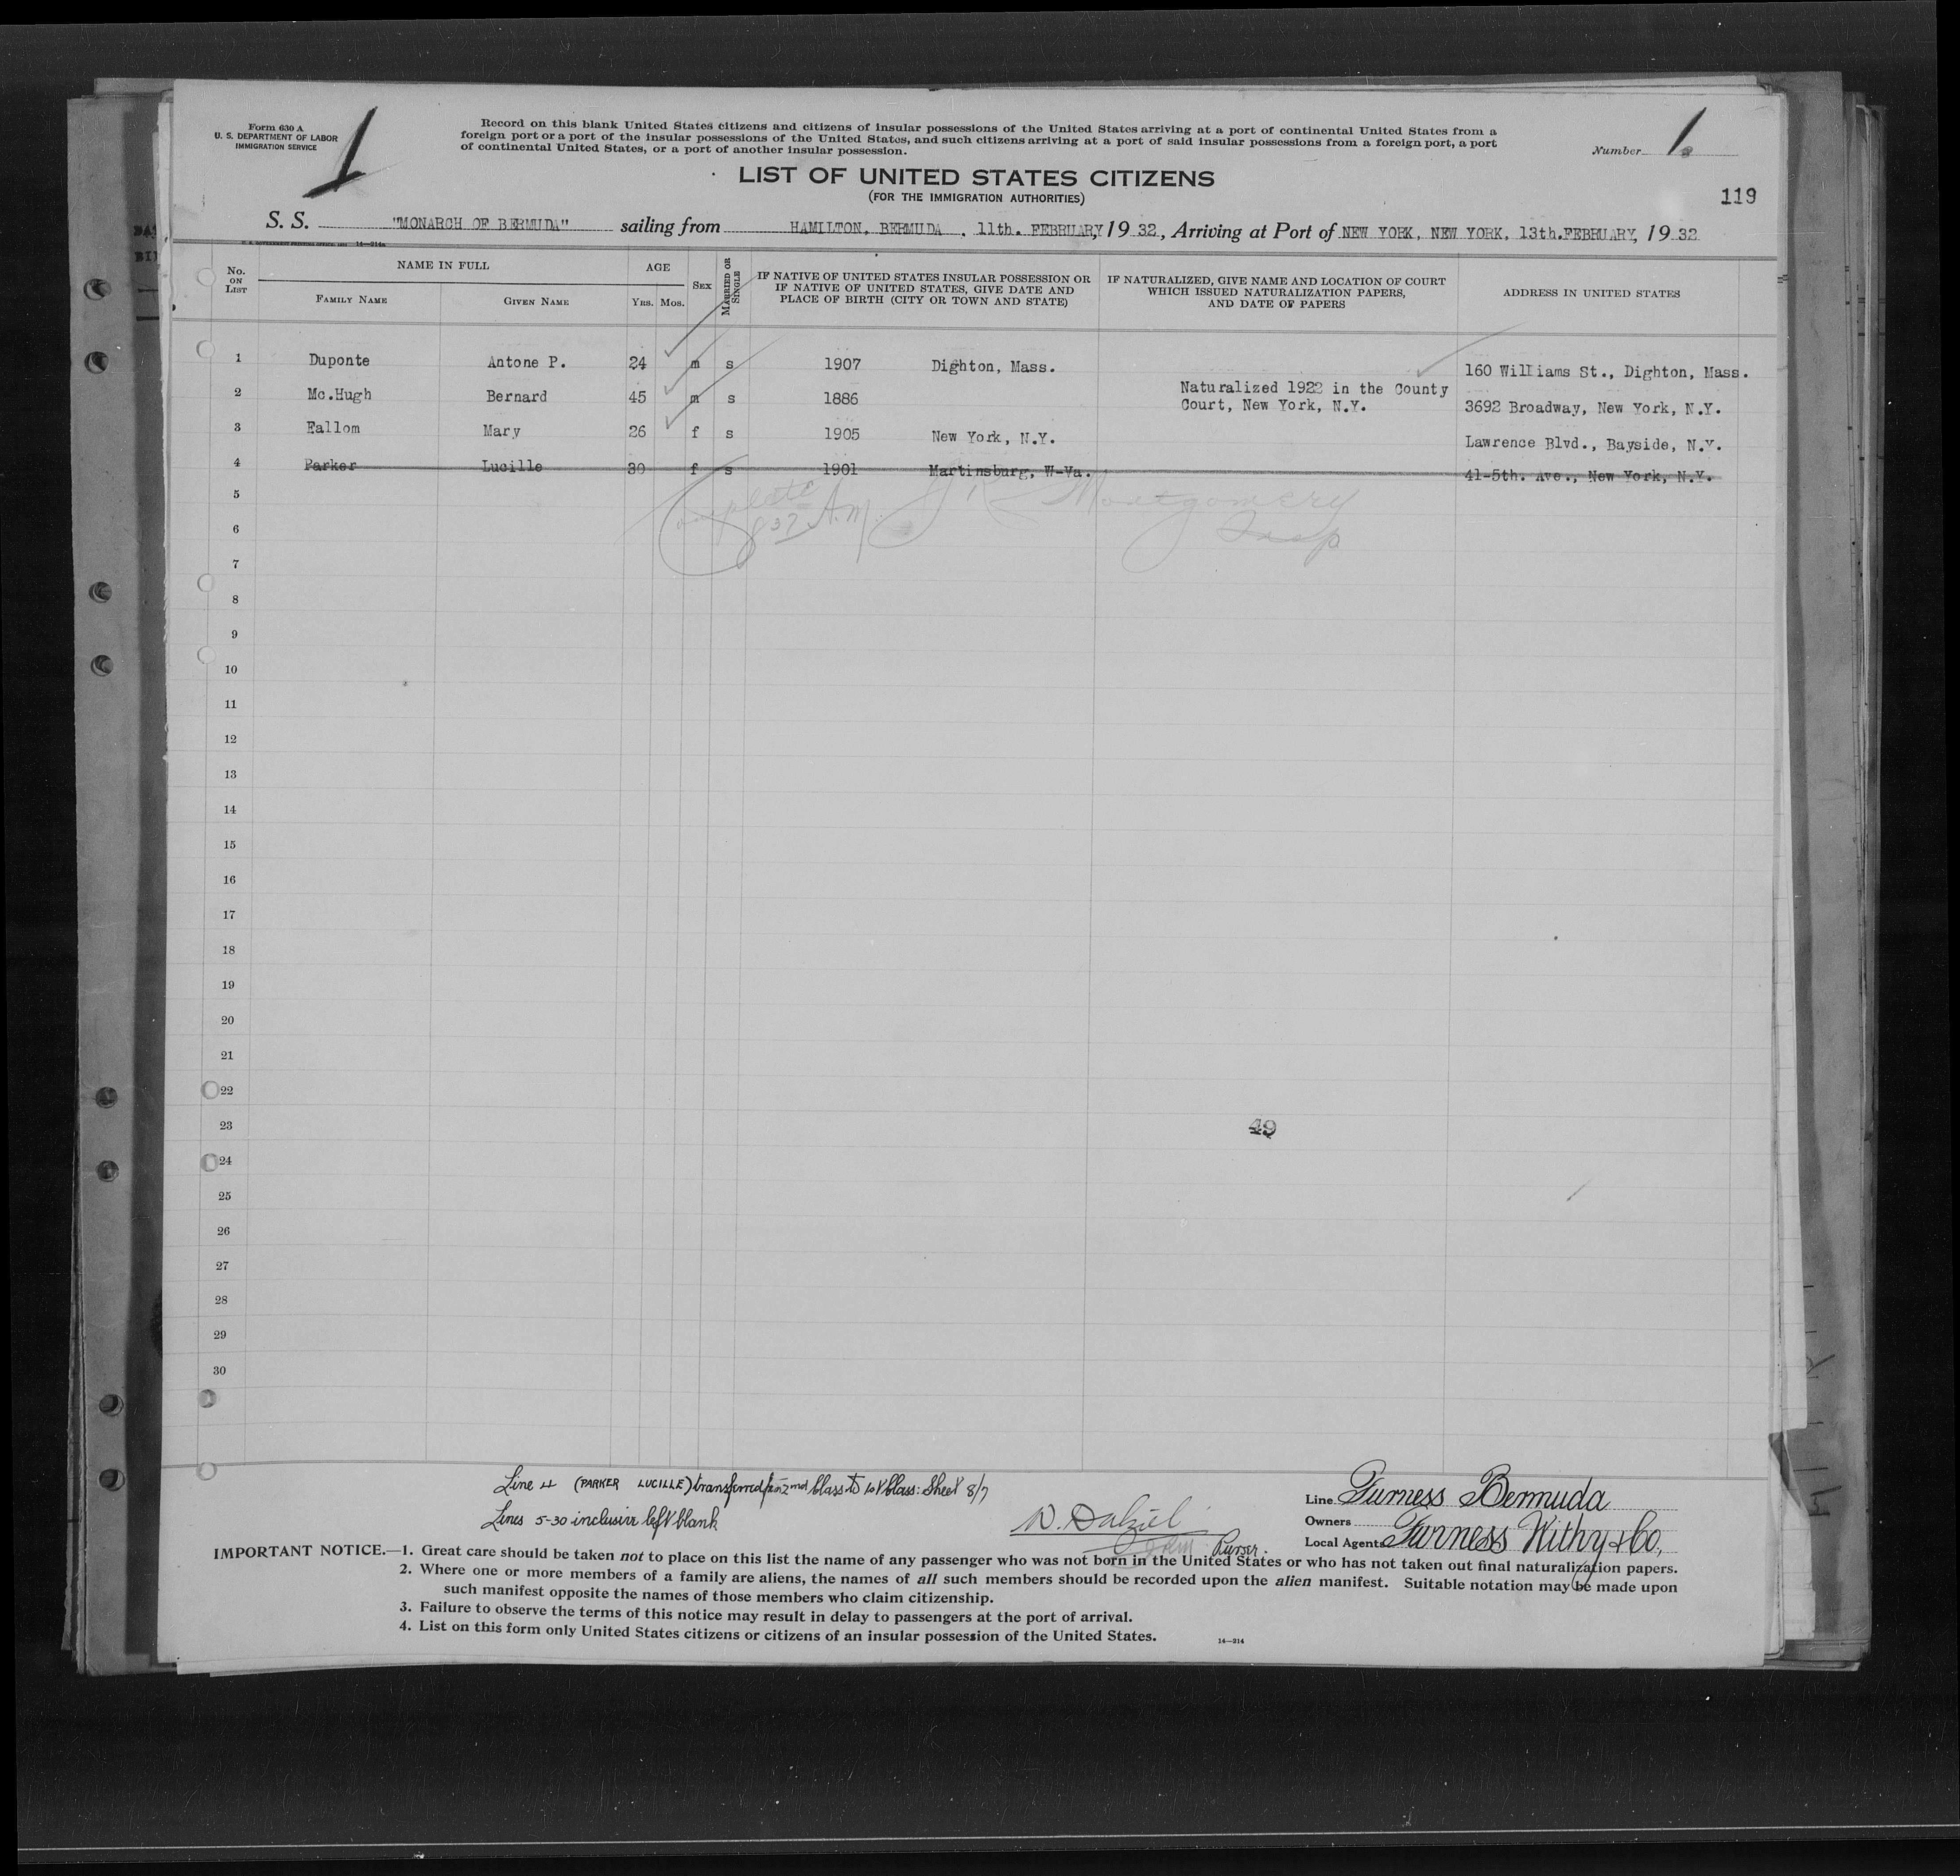 Form 630 A
U. S. DEPARTMENT OF LABOR
IMMIGRATION SERVICE
1
Record on this blank United States citizens and citizens of insular possessions of the United States arriving at a port of continental United States from a
foreign port or a port of the insular possessions of the United States, and such citizens arriving at a port of said insular possessions from a foreign port, a port
of continental United States, or a port of another insular possession.
Number 1
LIST OF UNITED STATES CITIZENS
(FOR THE IMMIGRATION AUTHORITIES)
119
S. S. "MONARCH OF BERMUDA" sailing from HAMILTON, BERMUDA , 11th. FEBRUARY, 19 32, Arriving at Port of NEW YORK, NEW YORK, 13th.FEBRUARY, 19 32
14-214a
No. ON LIST
NAME IN FULL
FAMILY NAME
GIVEN NAME
AGE
YRS.
MOS.
SEX
MARRIED OR SINGLE
IF NATIVE OF UNITED STATES INSULAR POSSESSION OR
IF NATIVE OF UNITED STATES, GIVE DATE AND
PLACE OF BIRTH (CITY OR TOWN AND STATE)
IF NATURALIZED, GIVE NAME AND LOCATION OF COURT
WHICH ISSUED NATURALIZATION PAPERS,
AND DATE OF PAPERS
ADDRESS IN UNITED STATES
1 Duponte Antone P. 24 m s 1907 Dighton, Mass. 160 Williams St., Dighton, Mass.
2 Mc.Hugh Bernard 45 m s 1886 Naturalized 1922 in the County
Court, New York, N.Y. 3692 Broadway, New York, N.Y.
3 Fallom Mary 26 f s 1905 New York, N.Y. Lawrence Blvd., Bayside, N.Y.
4 Parker Lucille 30 f s 1901 Martinsburg, W-Va. 41-5th. Ave., New York, N.Y.
Complete
8 37 A.M. Montgomery
Insp
5
6
7
8
9
10
11
12
13
14
15
16
17
18
19
20
21
22
23
49
24
25
26
27
28
29
30
Line 4 (PARKER LUCILLE) transferred from 2nd Class to 1st Class: Sheet 8/7
Lines 5-30 inclusive left blank
W. Dalziel
Purser.
Line Furness Bermuda
Owners
Local Agents Furness Withy & Co,
IMPORTANT NOTICE.—1. Great care should be taken not to place on this list the name of any passenger who was not born in the United States or who has not taken out final naturalization papers.
2. Where one or more members of a family are aliens, the names of all such members should be recorded upon the alien manifest. Suitable notation may be made upon
such manifest opposite the names of those members who claim citizenship.
3. Failure to observe the terms of this notice may result in delay to passengers at the port of arrival.
4. List on this form only United States citizens or citizens of an insular possession of the United States.
14—214